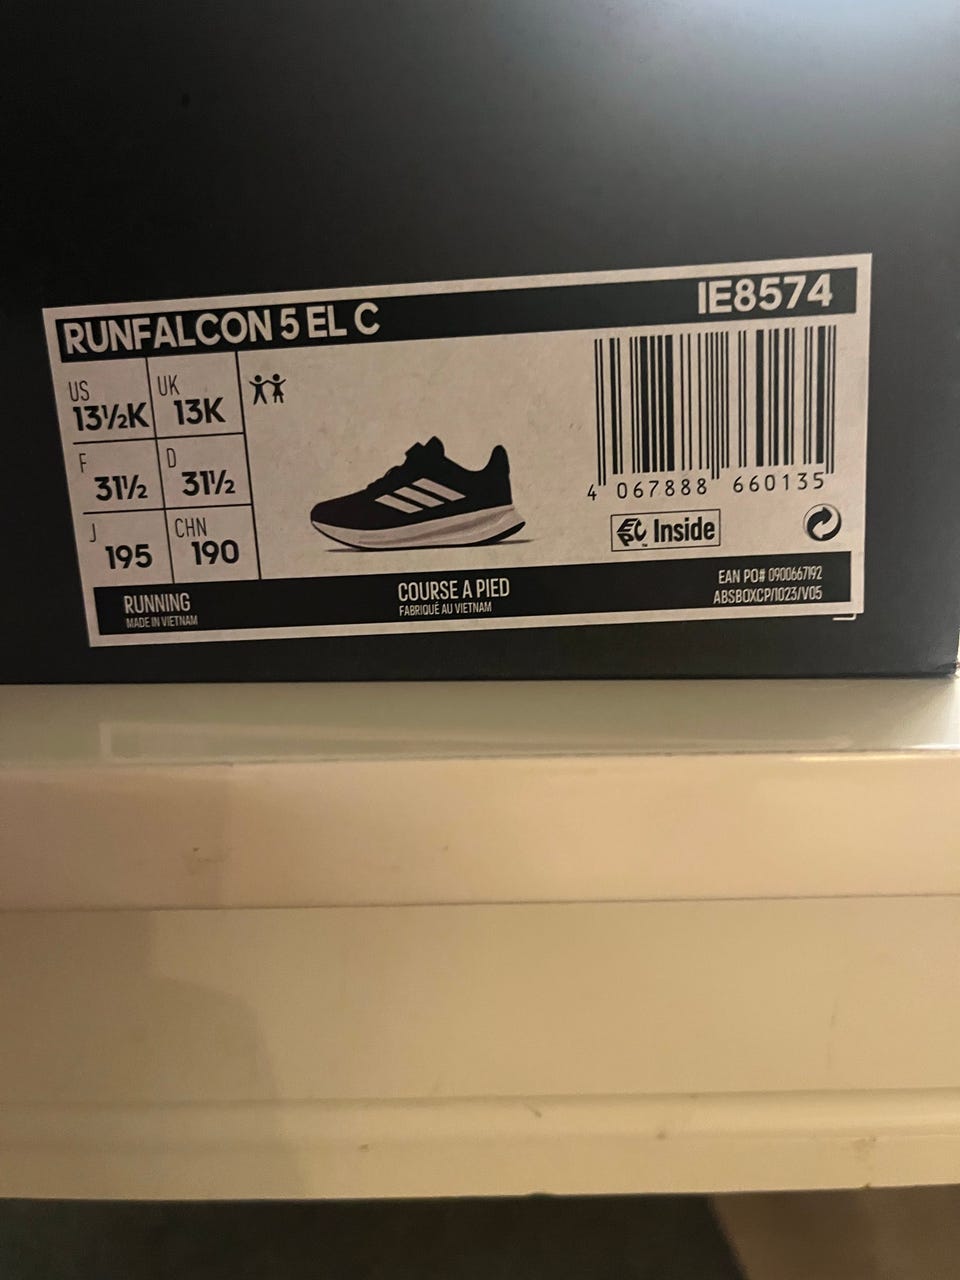 RUNFALCON 5 EL C
IE8574
US
13½K
UK
13K
F
31½
D
31½
J
195
CHN
190
4 067888 660135
EPC Inside
RUNNING
MADE IN VIETNAM
COURSE A PIED
FABRIQUÉ AU VIETNAM
EAN PO# 0900667192
ABSBOXCP/1023/V05